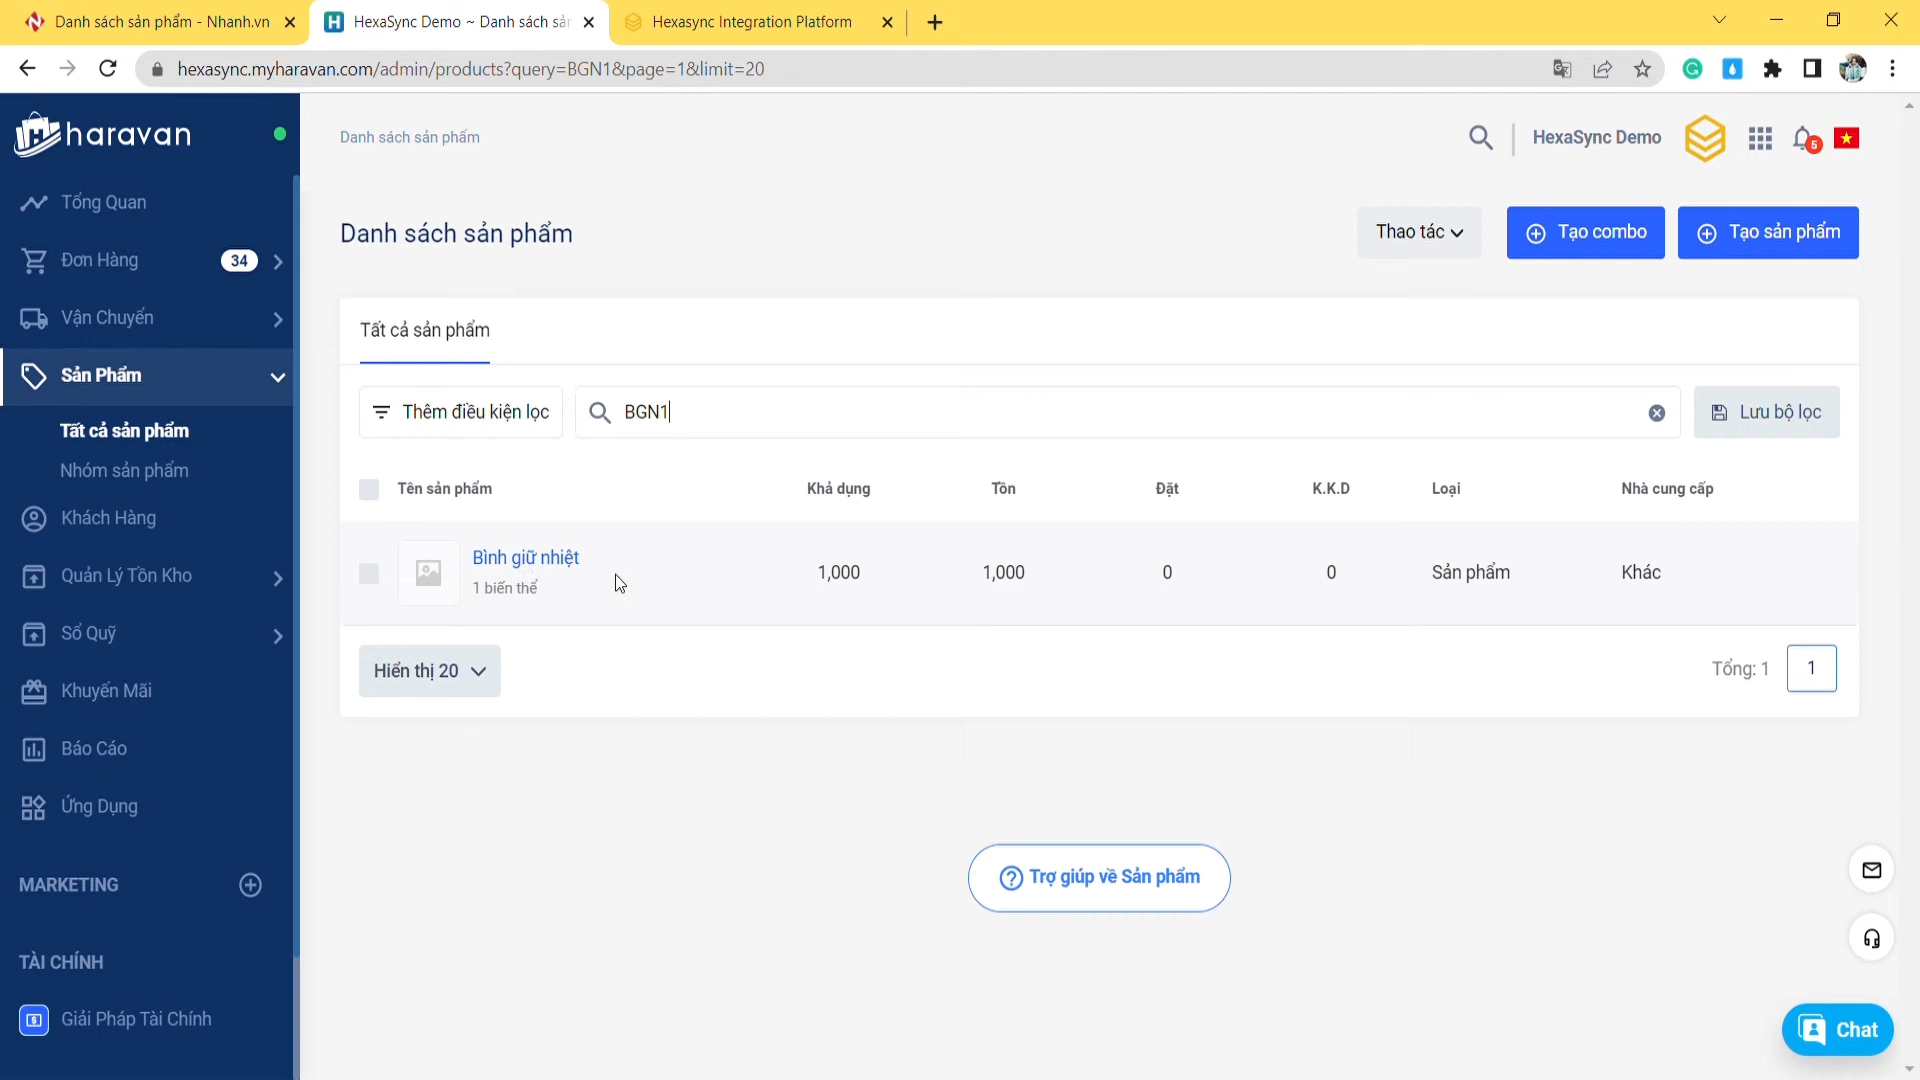 Danh sách sản phẩm - Nhanh.vn
HexaSync Demo ~ Danh sách sản
Hexasync Integration Platform
hexasync.myharavan.com/admin/products?query=BGN1&page=1&limit=20
haravan
Tổng Quan
Đơn Hàng
34
Vận Chuyển
Sản Phẩm
Tất cả sản phẩm
Nhóm sản phẩm
Khách Hàng
Quản Lý Tồn Kho
Sổ Quỹ
Khuyến Mãi
Báo Cáo
Ứng Dụng
MARKETING
TÀI CHÍNH
Giải Pháp Tài Chính
Danh sách sản phẩm
HexaSync Demo
5
Danh sách sản phẩm
Thao tác
Tạo combo
Tạo sản phẩm
Tất cả sản phẩm
Thêm điều kiện lọc
BGN1
Lưu bộ lọc
Tên sản phẩm
Khả dụng
Tồn
Đặt
K.K.D
Loại
Nhà cung cấp
Bình giữ nhiệt
1 biến thể
1,000
1,000
0
0
Sản phẩm
Khác
Hiển thị 20
Tổng: 1
1
Trợ giúp về Sản phẩm
Chat